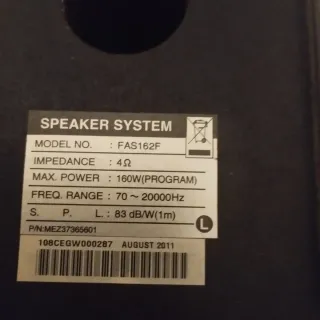 SPEAKER SYSTEM
MODEL NO. : FAS162F
IMPEDANCE : 4Ω
MAX. POWER : 160W(PROGRAM)
FREQ. RANGE : 70 ~ 20000Hz
S. P. L. : 83 dB/W(1m)
L
P/N:MEZ37365601
108CEGW000287 AUGUST 2011